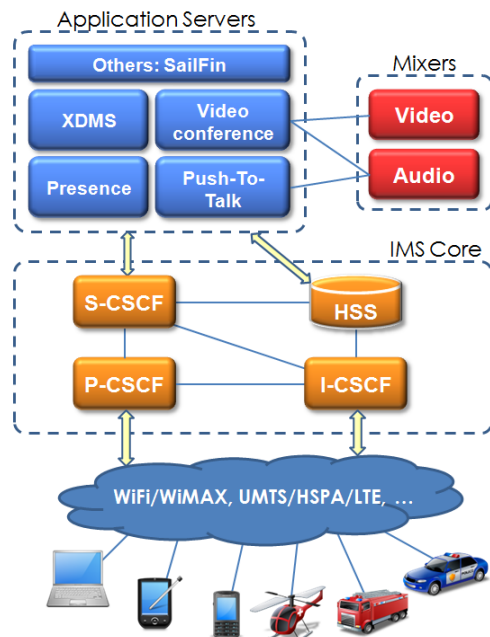 Application Servers
Others: SailFin
XDMS
Video
conference
Presence
Push-To-
Talk
Mixers
Video
Audio
IMS Core
S-CSCF
HSS
P-CSCF
I-CSCF
WiFi/WiMAX, UMTS/HSPA/LTE, ...